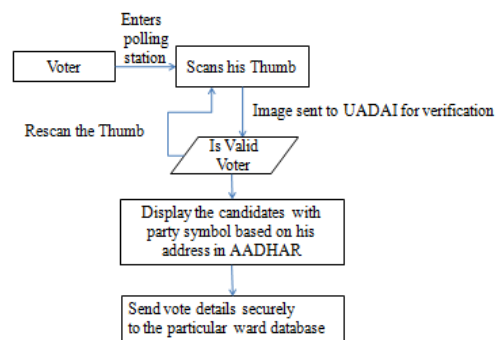 Enters
polling
station
Voter
Scans his Thumb
Image sent to UADAI for verification
Rescan the Thumb
Is Valid
Voter
Display the candidates with
party symbol based on his
address in AADHAR
Send vote details securely
to the particular ward database